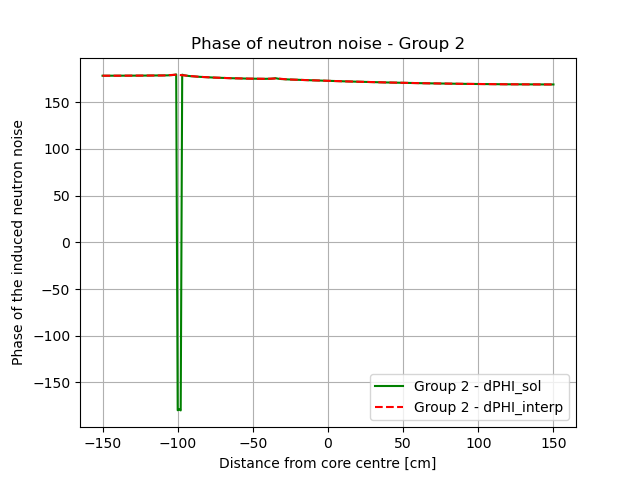 Phase of neutron noise - Group 2
Phase of the induced neutron noise
150
100
50
0
−50
−100
−150
−150
−100
−50
0
50
100
150
Distance from core centre [cm]
Group 2 - dPHI_sol
Group 2 - dPHI_interp